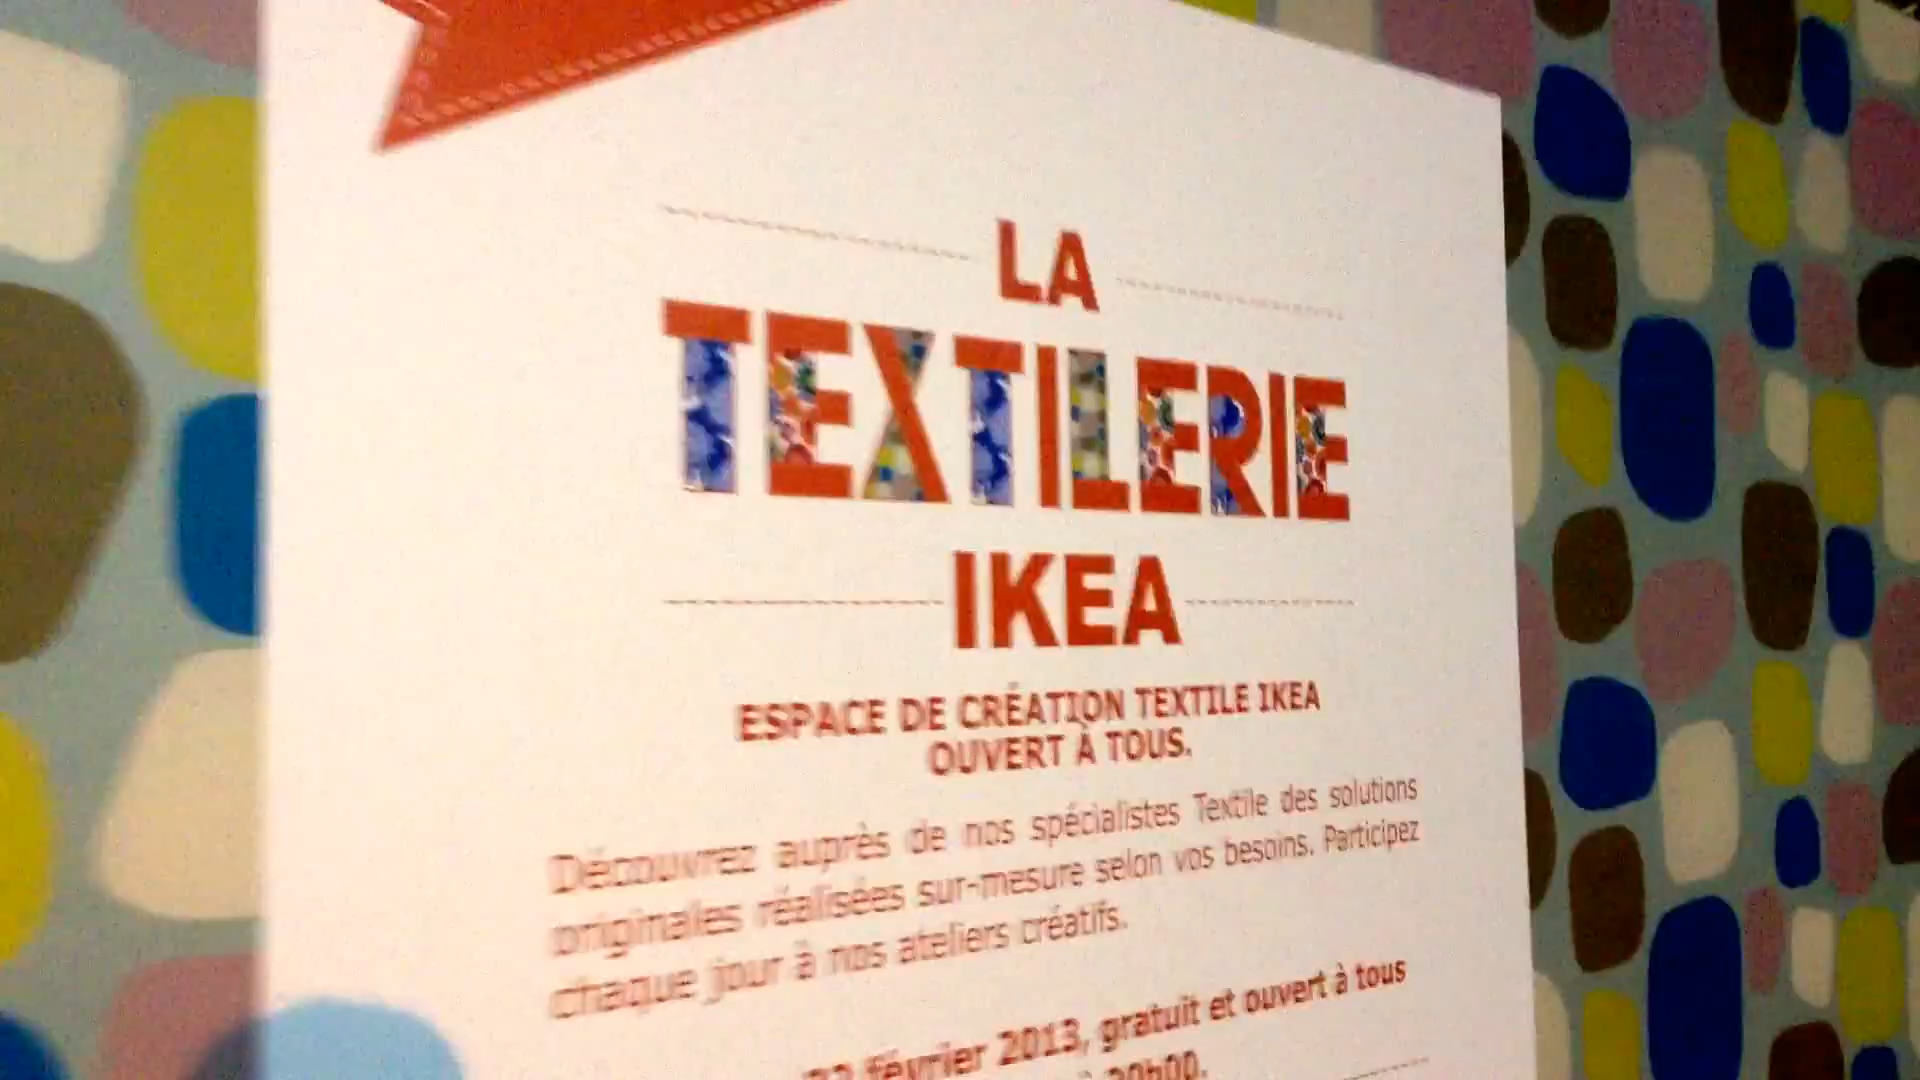 LA
TEXTILERIE
IKEA
ESPACE DE CRÉATION TEXTILE IKEA
OUVERT À TOUS.
Découvrez auprès de nos spécialistes Textile des solutions
originales réalisées sur-mesure selon vos besoins. Participez
chaque jour à nos ateliers créatifs.
février 2013, gratuit et ouvert à tous
à 20h00.